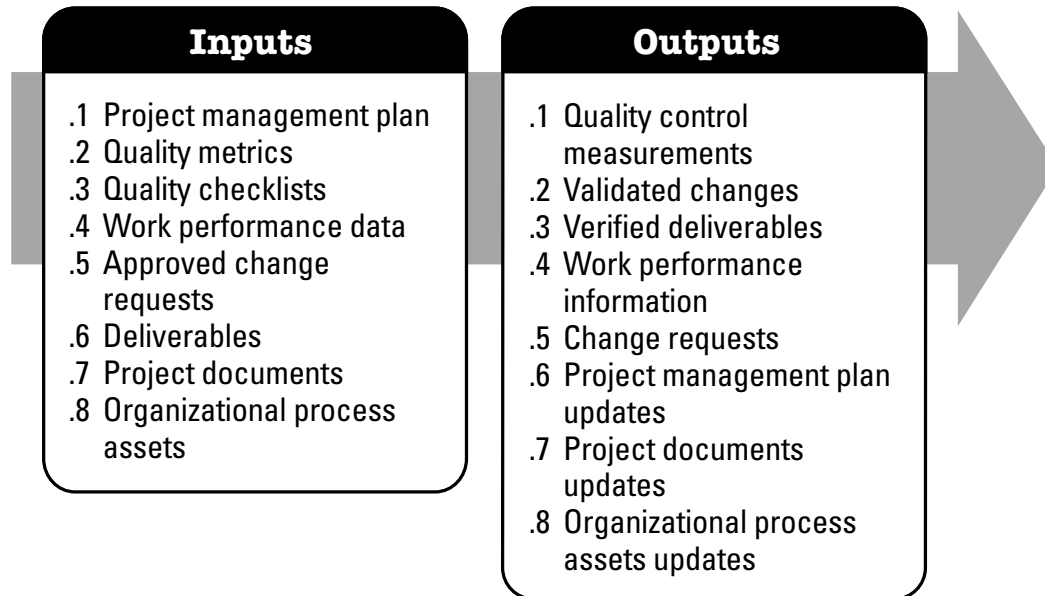 Inputs
.1 Project management plan
.2 Quality metrics
.3 Quality checklists
.4 Work performance data
.5 Approved change
requests
.6 Deliverables
.7 Project documents
.8 Organizational process
assets
Outputs
.1 Quality control
measurements
.2 Validated changes
.3 Verified deliverables
.4 Work performance
information
.5 Change requests
.6 Project management plan
updates
.7 Project documents
updates
.8 Organizational process
assets updates